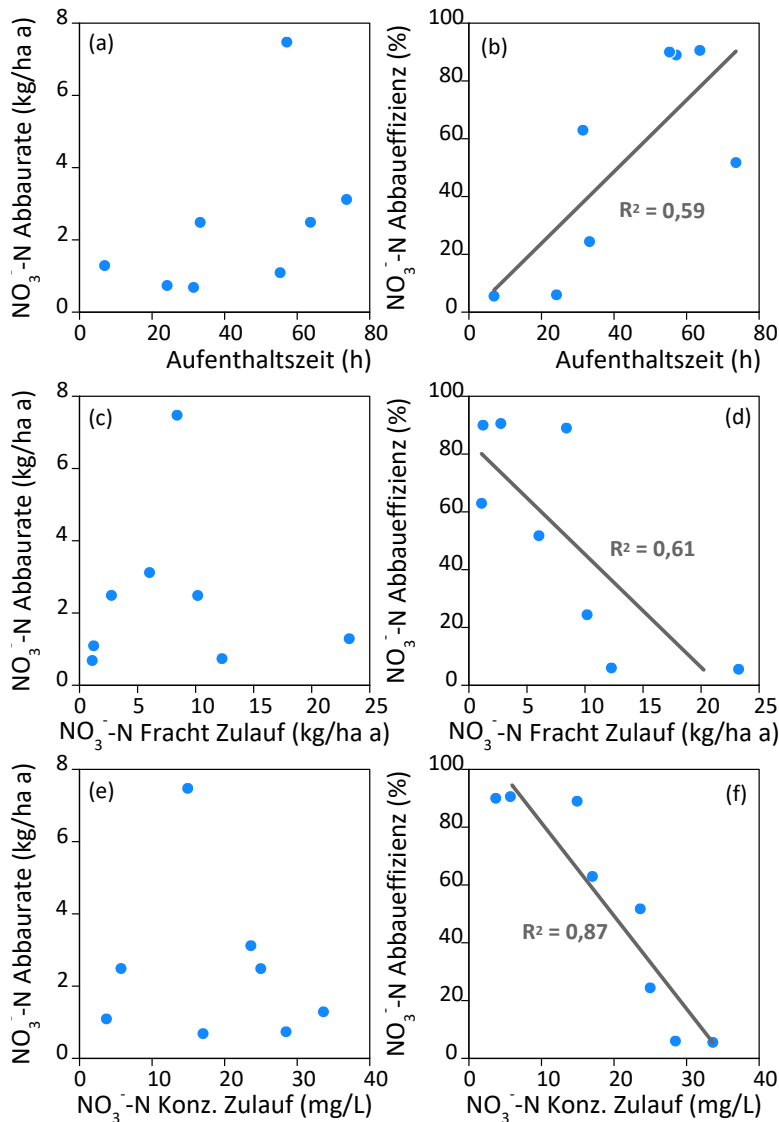 (a)
NO₃⁻-N Abbaurate (kg/ha a)
8
6
4
2
0
0 20 40 60 80
Aufenthaltszeit (h)
(b)
NO₃⁻-N Abbaueffizienz (%)
100
80
60
40
20
0
R² = 0,59
0 20 40 60 80
Aufenthaltszeit (h)
(c)
NO₃⁻-N Abbaurate (kg/ha a)
8
6
4
2
0
0 5 10 15 20 25
NO₃⁻-N Fracht Zulauf (kg/ha a)
(d)
NO₃⁻-N Abbaueffizienz (%)
100
80
60
40
20
0
R² = 0,61
0 5 10 15 20 25
NO₃⁻-N Fracht Zulauf (kg/ha a)
(e)
NO₃⁻-N Abbaurate (kg/ha a)
8
6
4
2
0
0 10 20 30 40
NO₃⁻-N Konz. Zulauf (mg/L)
(f)
NO₃⁻-N Abbaueffizienz (%)
100
80
60
40
20
0
R² = 0,87
0 10 20 30 40
NO₃⁻-N Konz. Zulauf (mg/L)